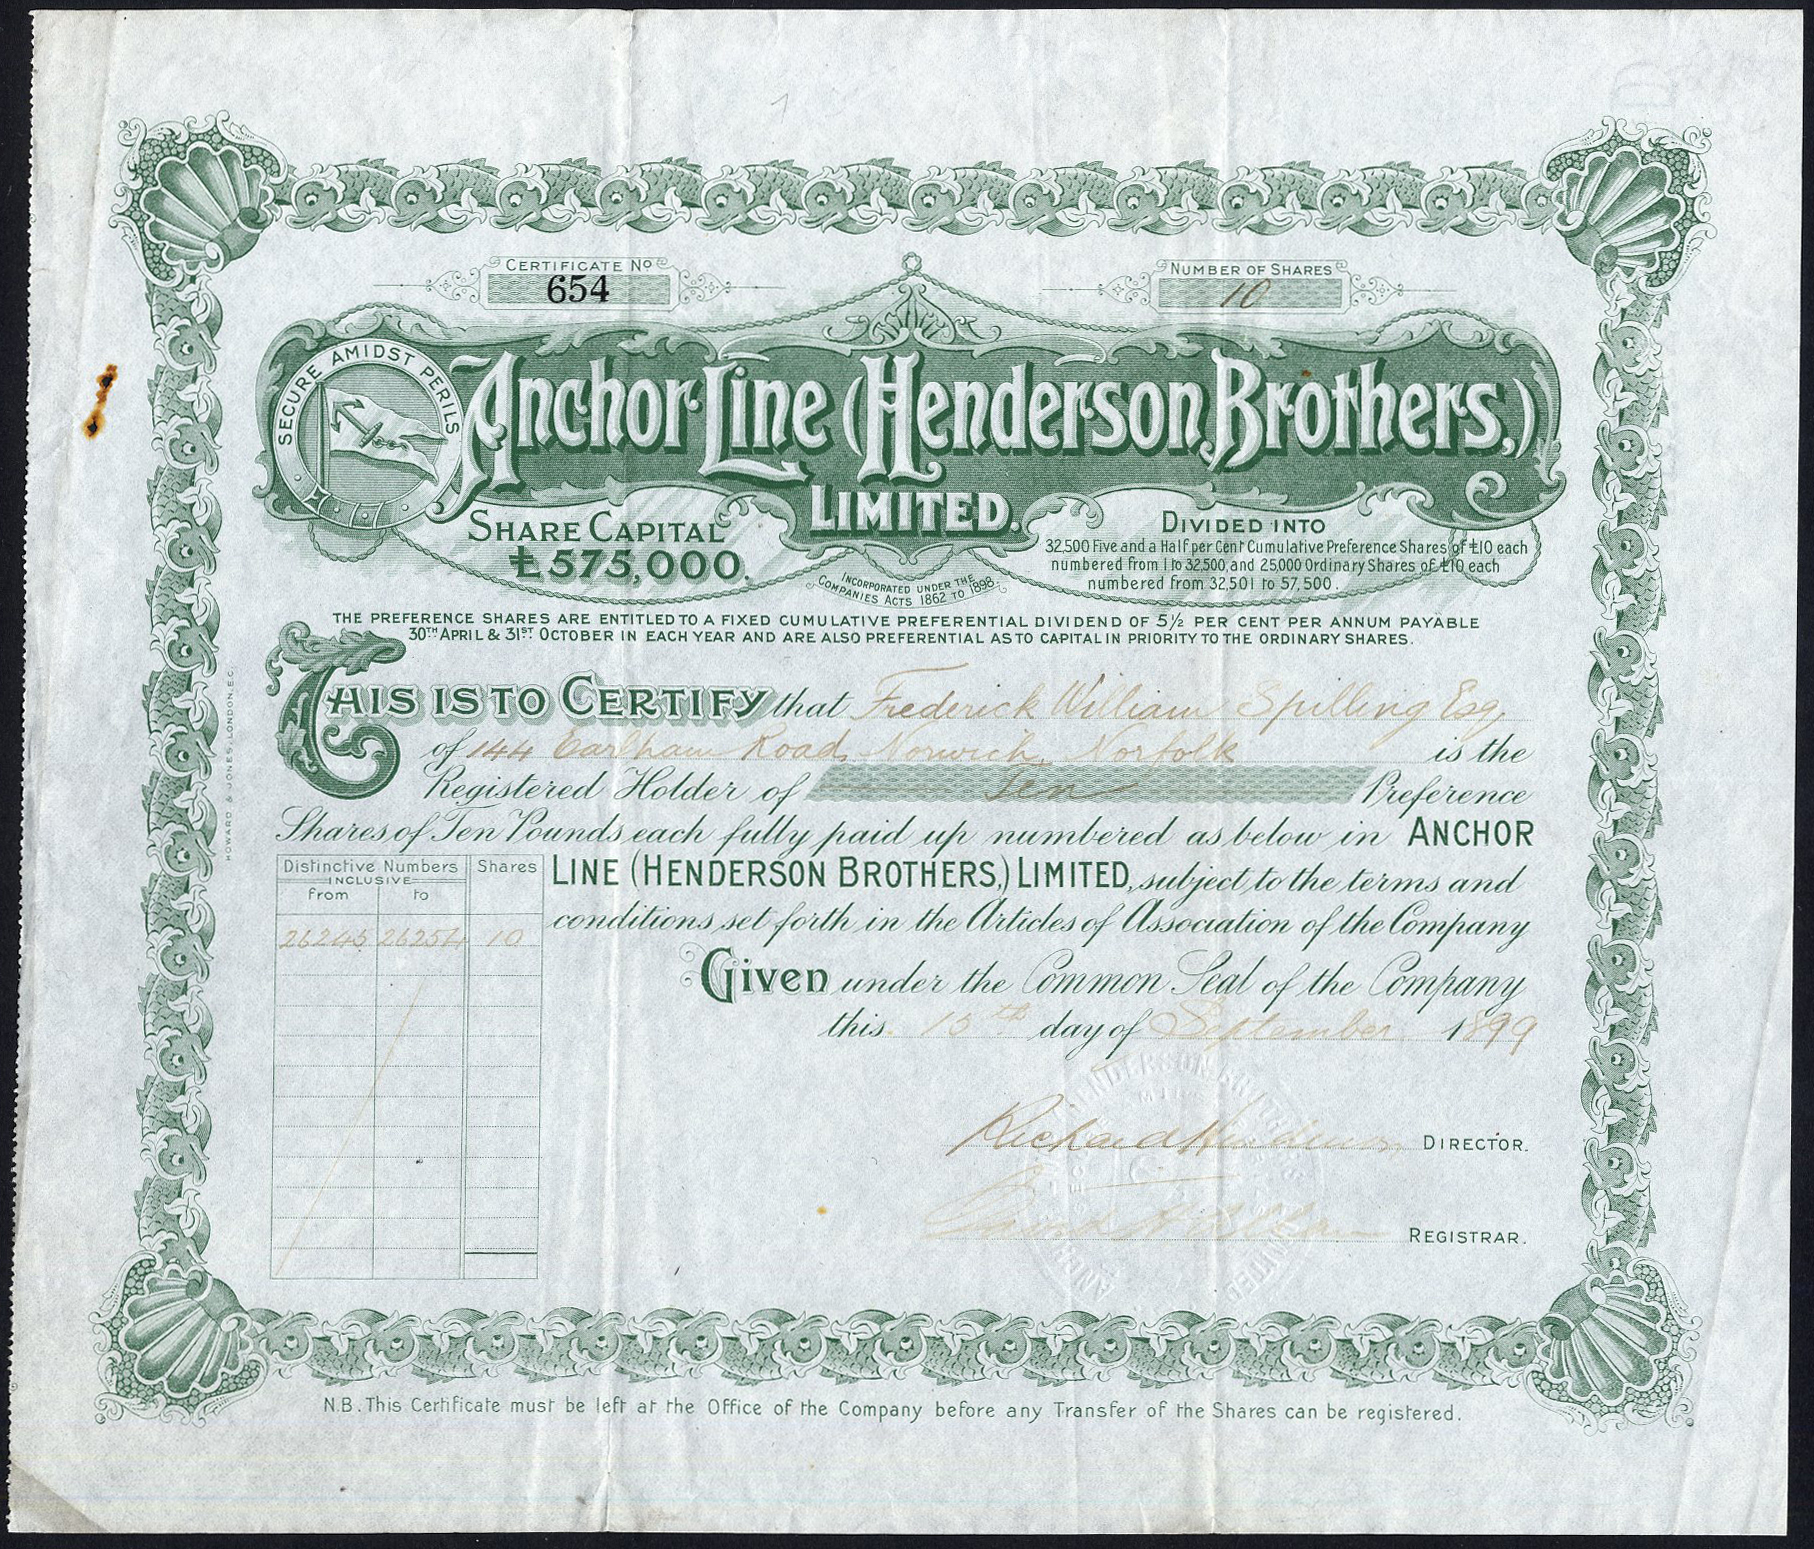 CERTIFICATE No
654
NUMBER OF SHARES
10
SECURE AMIDST PERILS
Anchor Line (Henderson, Brothers,)
LIMITED.
SHARE CAPITAL
£575,000.
INCORPORATED UNDER THE
COMPANIES ACTS 1862 TO 1898
DIVIDED INTO
32,500 Five and a Half per Cent Cumulative Preference Shares of £10 each
numbered from 1 to 32,500, and 25000 Ordinary Shares of £10 each
numbered from 32,501 to 57,500.
THE PREFERENCE SHARES ARE ENTITLED TO A FIXED CUMULATIVE PREFERENTIAL DIVIDEND OF 5½ PER CENT PER ANNUM PAYABLE
30TH APRIL & 31ST OCTOBER IN EACH YEAR AND ARE ALSO PREFERENTIAL AS TO CAPITAL IN PRIORITY TO THE ORDINARY SHARES.
THIS IS TO CERTIFY that Frederick William Spilling Esq
of 144 Earlham Road, Norwich, Norfolk is the
Registered Holder of Ten Preference
Shares of Ten Pounds each fully paid up numbered as below in ANCHOR
LINE (HENDERSON BROTHERS,) LIMITED, subject to the terms and
conditions set forth in the Articles of Association of the Company
Distinctive Numbers Shares
INCLUSIVE
from to
26245 26254 10
Given under the Common Seal of the Company
this 15th day of September 1899
Richard Henderson DIRECTOR.
REGISTRAR.
HOWARD & JONES, LONDON, E.C.
N.B. This Certificate must be left at the Office of the Company before any Transfer of the Shares can be registered.